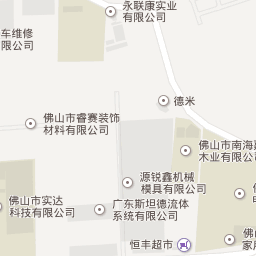 永联康实业
有限公司
车维修
有限公司
德米
佛山市睿赛装饰
材料有限公司
佛山市南海
木业有限公司
源锐鑫机械
模具有限公司
佛山市实达
科技有限公司
广东斯坦德流体
系统有限公司
恒丰超市